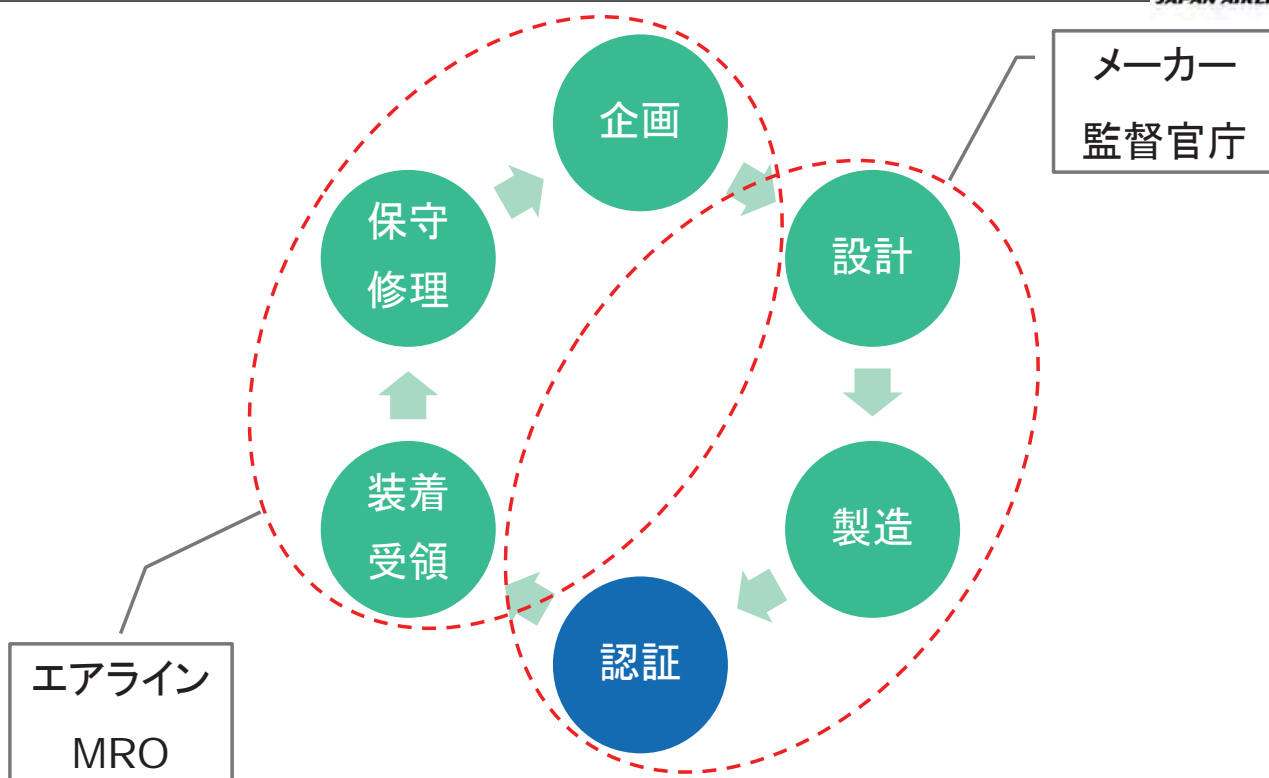 メーカー
監督官庁
企画
保守
修理
設計
装着
受領
製造
認証
エアライン
MRO